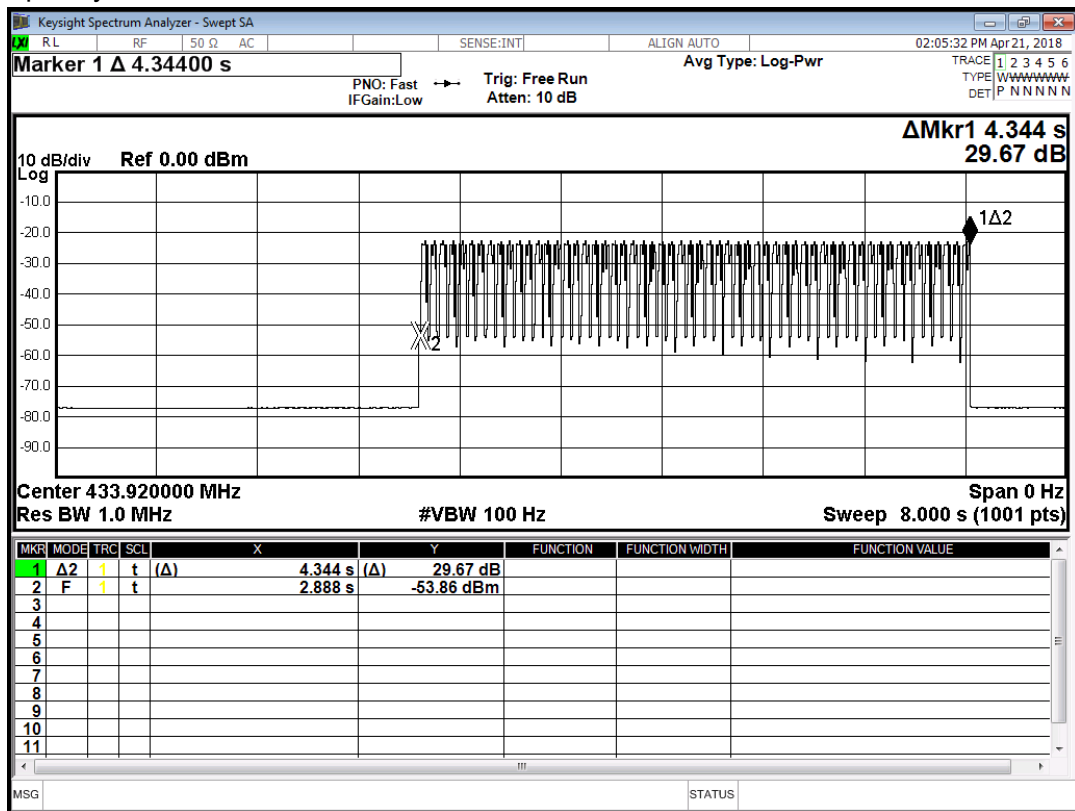 Keysight Spectrum Analyzer - Swept SA
LXI RL RF 50 Ω AC SENSE:INT ALIGN AUTO 02:05:32 PM Apr 21, 2018
Marker 1 Δ 4.34400 s Avg Type: Log-Pwr TRACE 1 2 3 4 5 6
PNO: Fast Trig: Free Run TYPE WWWWWW
IFGain:Low Atten: 10 dB DET P N N N N N
ΔMkr1 4.344 s
10 dB/div Ref 0.00 dBm 29.67 dB
Log
-10.0
1Δ2
-20.0
-30.0
-40.0
-50.0
2
-60.0
-70.0
-80.0
-90.0
Center 433.920000 MHz Span 0 Hz
Res BW 1.0 MHz #VBW 100 Hz Sweep 8.000 s (1001 pts)
MKR MODE TRC SCL X Y FUNCTION FUNCTION WIDTH FUNCTION VALUE
1 Δ2 1 t (Δ) 4.344 s (Δ) 29.67 dB
2 F 1 t 2.888 s -53.86 dBm
3
4
5
6
7
8
9
10
11
MSG STATUS